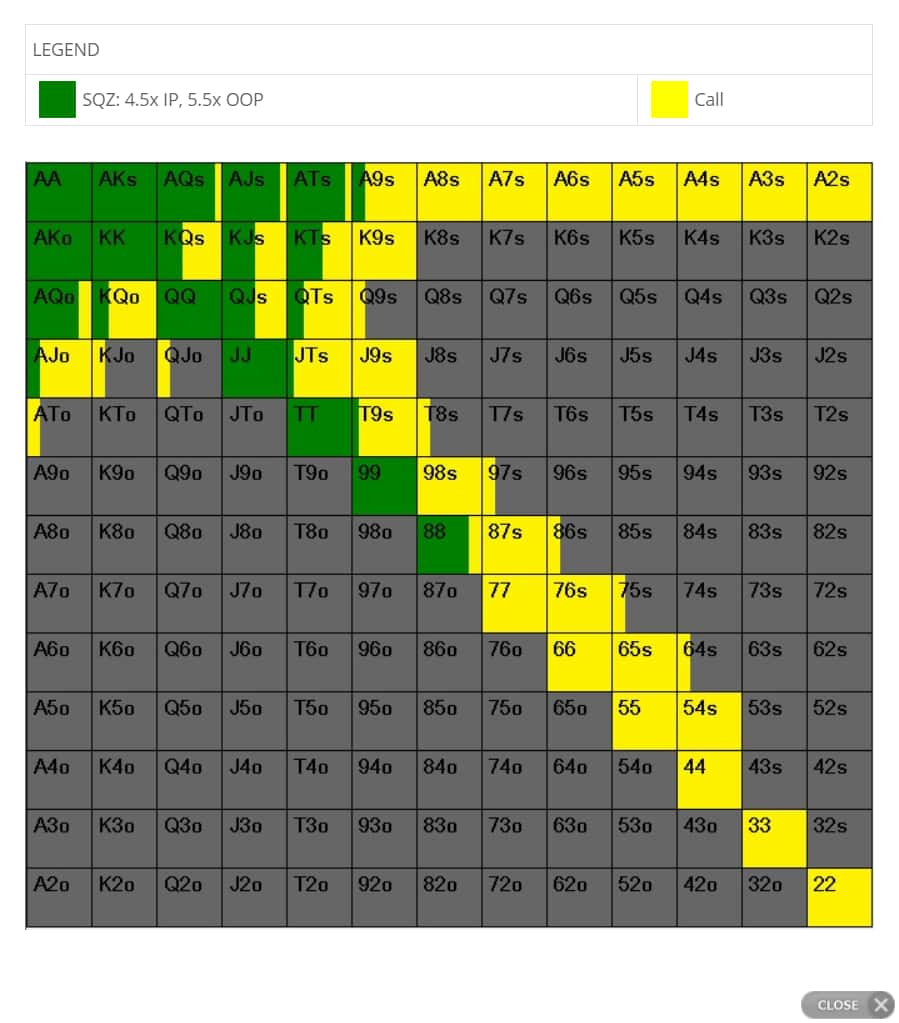 LEGEND
SQZ: 4.5x IP, 5.5x OOP Call
AA AKs AQs AJs ATs A9s A8s A7s A6s A5s A4s A3s A2s
AKo KK KQs KJs KTs K9s K8s K7s K6s K5s K4s K3s K2s
AQo KQo QQ QJs QTs Q9s Q8s Q7s Q6s Q5s Q4s Q3s Q2s
AJo KJo QJo JJ JTs J9s J8s J7s J6s J5s J4s J3s J2s
ATo KTo QTo JTo TT T9s T8s T7s T6s T5s T4s T3s T2s
A9o K9o Q9o J9o T9o 99 98s 97s 96s 95s 94s 93s 92s
A8o K8o Q8o J8o T8o 98o 88 87s 86s 85s 84s 83s 82s
A7o K7o Q7o J7o T7o 97o 87o 77 76s 75s 74s 73s 72s
A6o K6o Q6o J6o T6o 96o 86o 76o 66 65s 64s 63s 62s
A5o K5o Q5o J5o T5o 95o 85o 75o 65o 55 54s 53s 52s
A4o K4o Q4o J4o T4o 94o 84o 74o 64o 54o 44 43s 42s
A3o K3o Q3o J3o T3o 93o 83o 73o 63o 53o 43o 33 32s
A2o K2o Q2o J2o T2o 92o 82o 72o 62o 52o 42o 32o 22
CLOSE